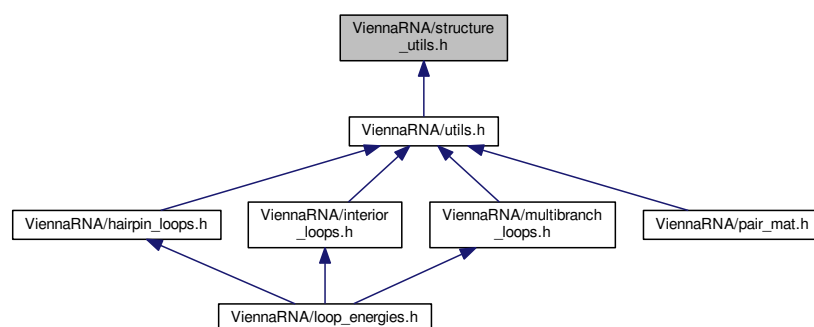 ViennaRNA/structure
_utils.h
ViennaRNA/utils.h
ViennaRNA/hairpin_loops.h
ViennaRNA/interior
_loops.h
ViennaRNA/multibranch
_loops.h
ViennaRNA/pair_mat.h
ViennaRNA/loop_energies.h